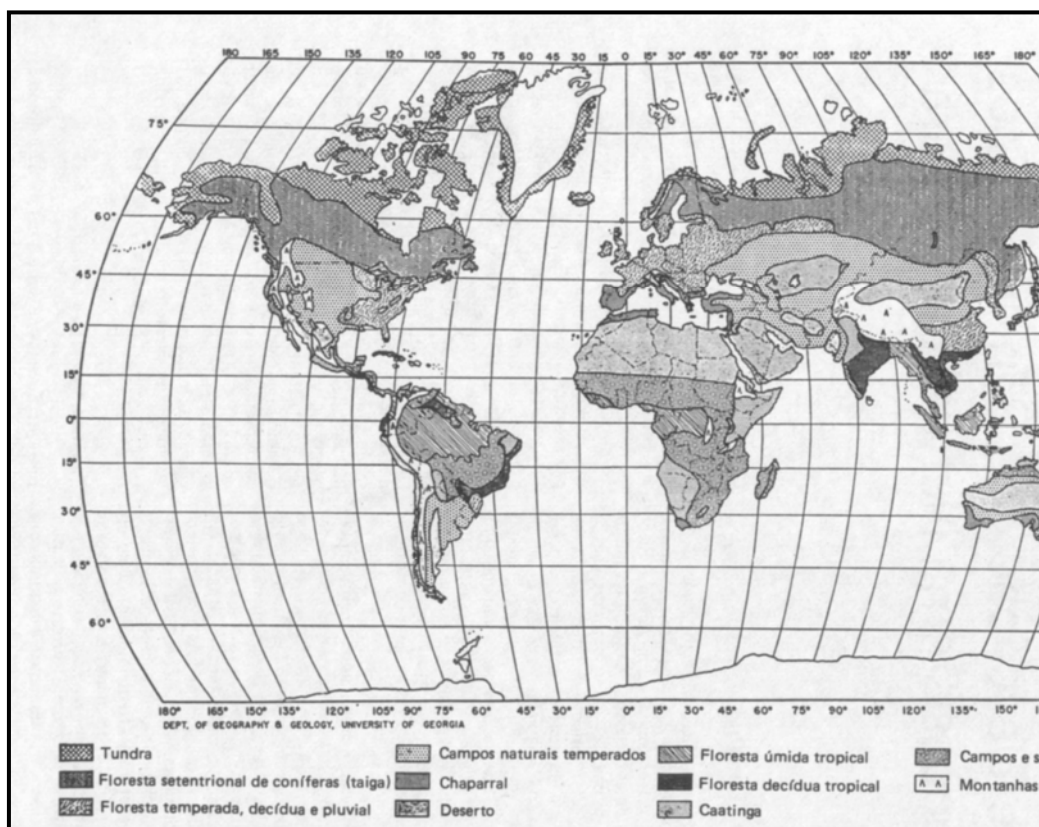 180 165 150 135 120 105 90 75 60 45 30 15 0 15° 30° 45° 60° 75° 90° 105° 120° 135° 150° 165° 180°
75°
60°
45°
30°
15°
0°
15°
30°
45°
60°
180° 165° 150° 135° 120° 105° 90° 75° 60° 45° 30° 15° 0° 15° 30° 45° 60° 75° 90° 105° 120° 135° 150°
DEPT. OF GEOGRAPHY & GEOLOGY, UNIVERSITY OF GEORGIA
Tundra Campos naturais temperados Floresta úmida tropical Campos e s
Floresta setentrional de coníferas (taiga) Chaparral Floresta decídua tropical Montanhas
Floresta temperada, decídua e pluvial Deserto Caatinga